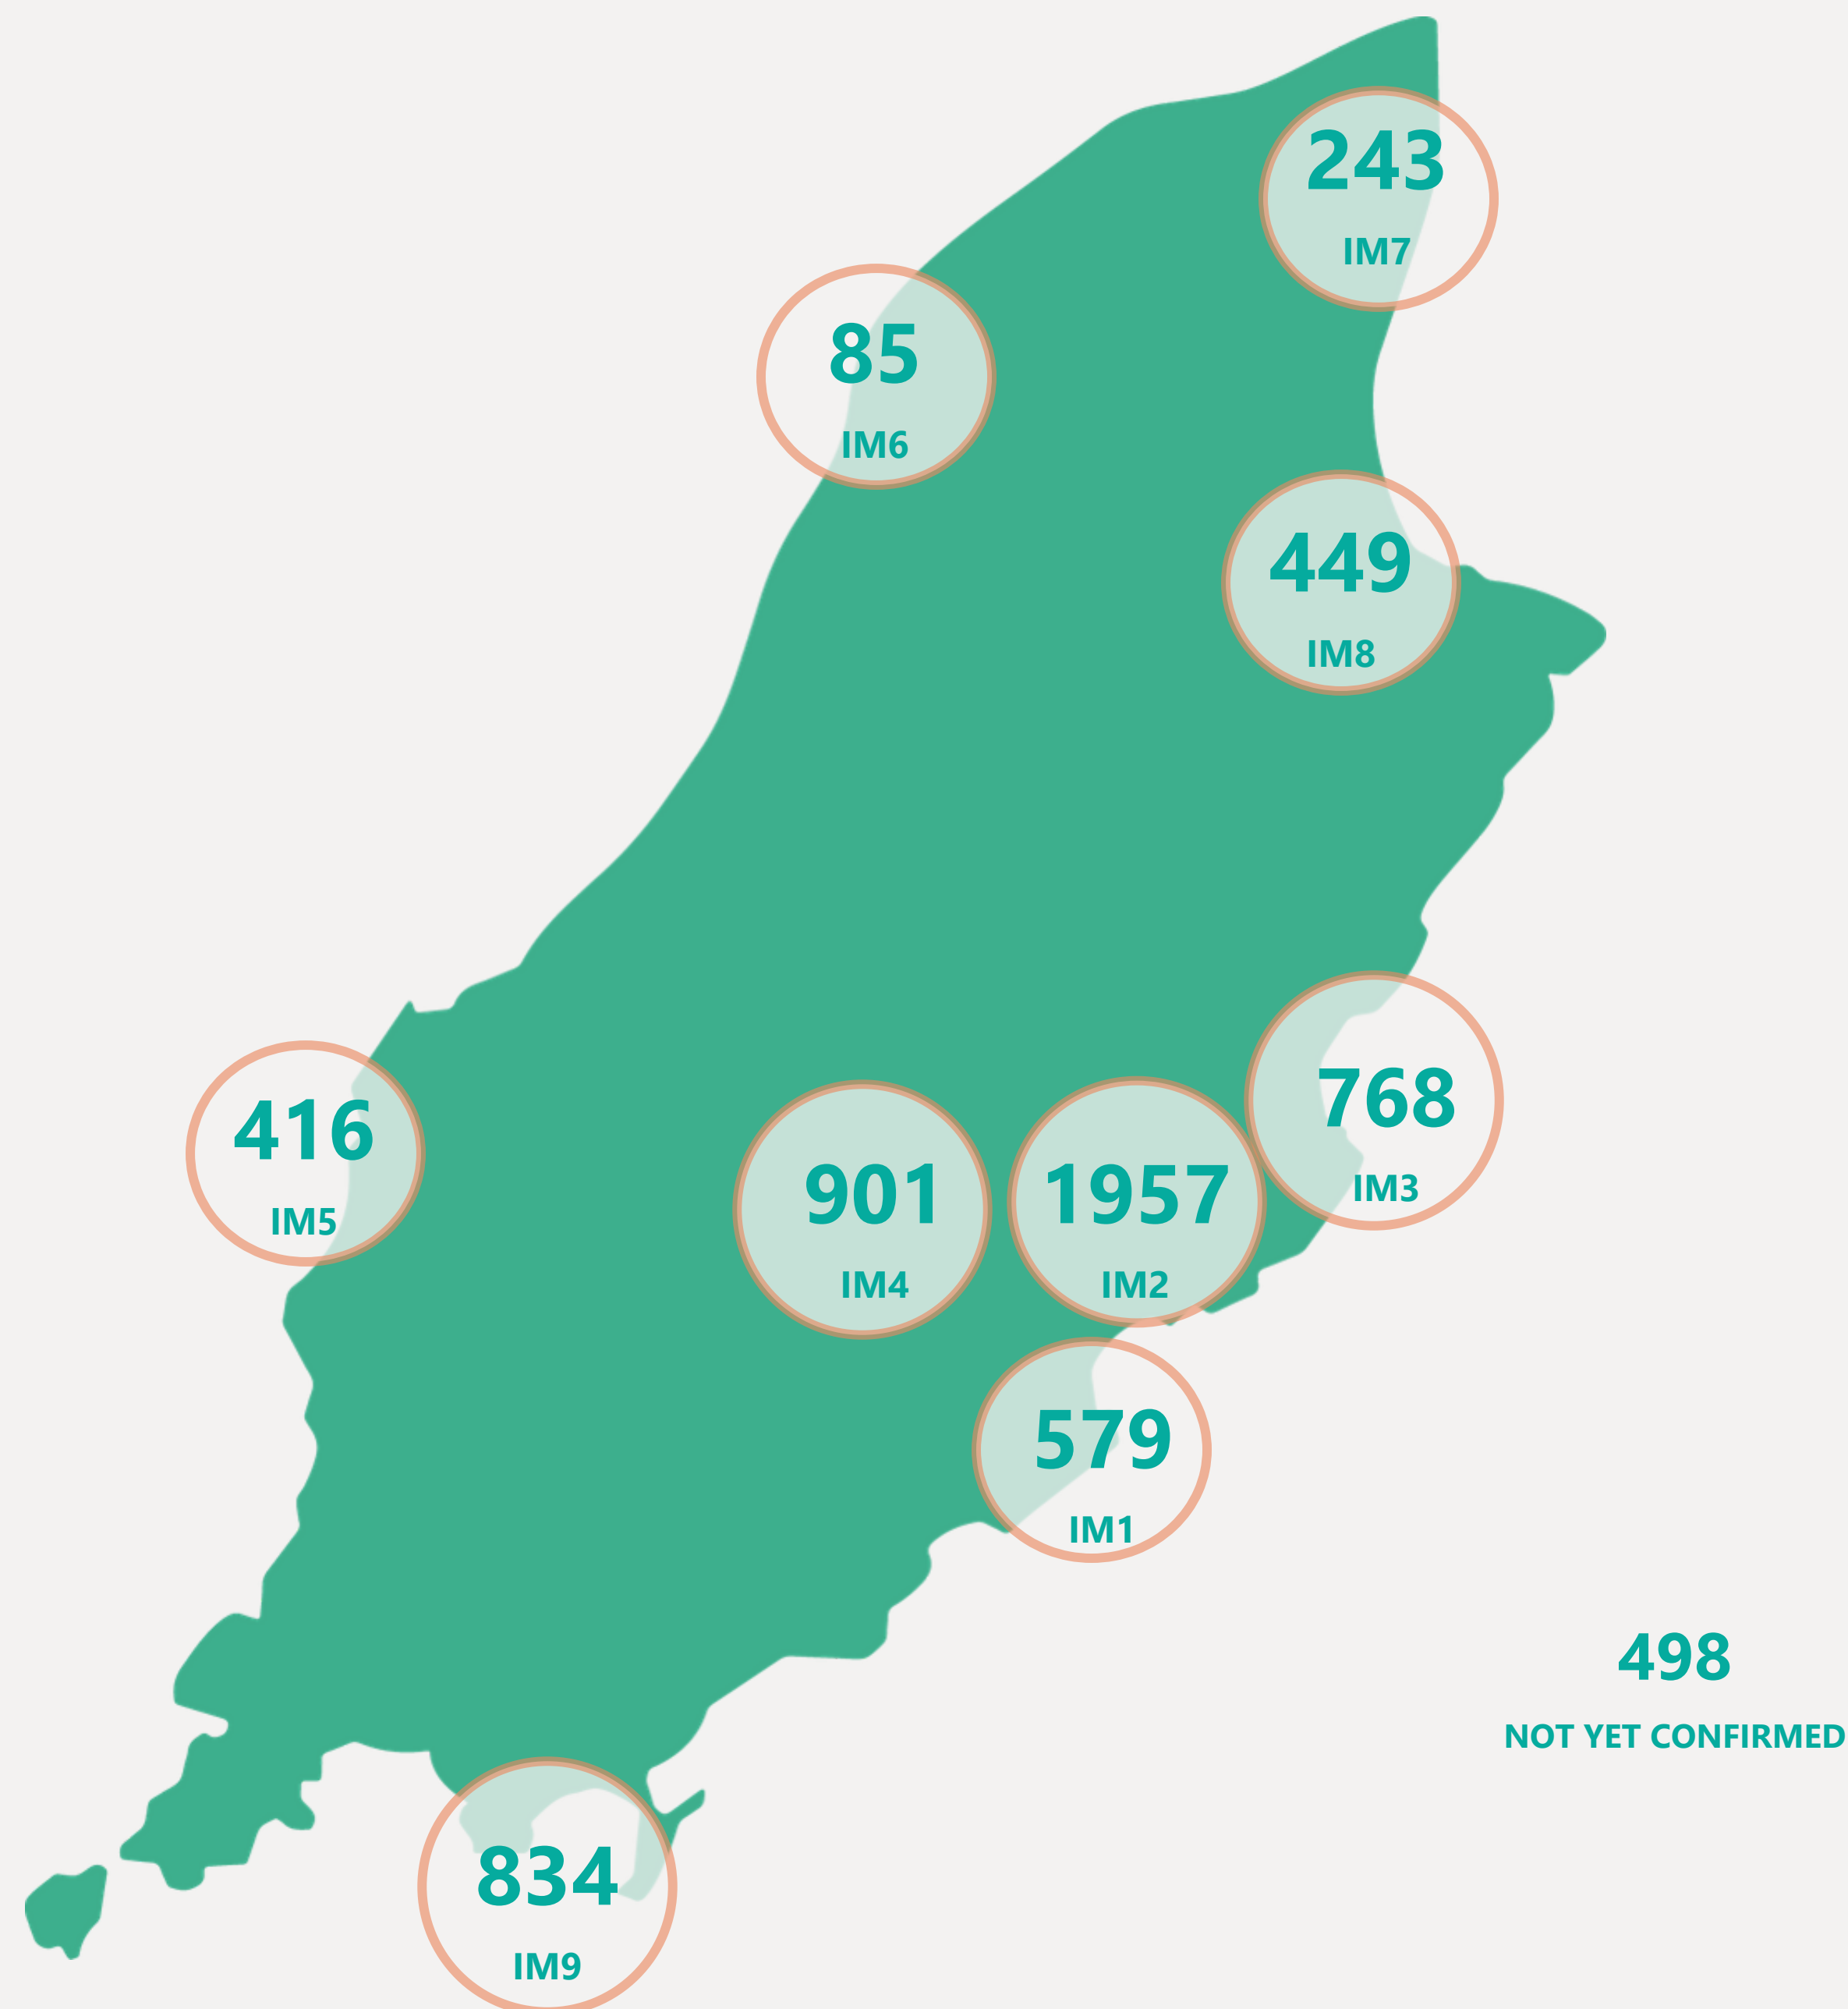 243
IM7
85
IM6
449
IM8
768
IM3
416
IM5
901
IM4
1957
IM2
579
IM1
498
NOT YET CONFIRMED
834
IM9